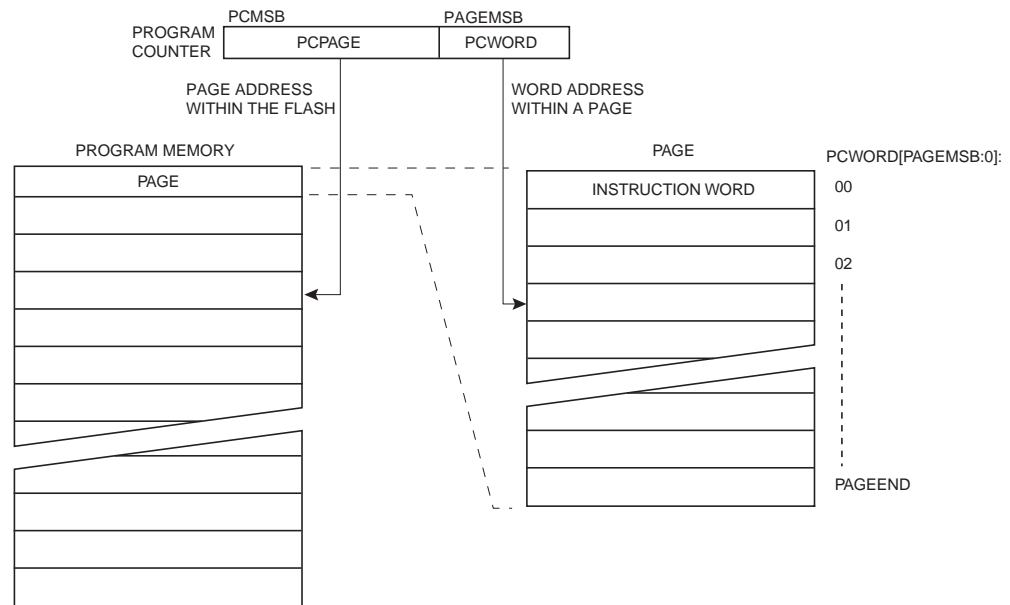 PCMSB
PAGEMSB
PROGRAM
COUNTER
PCPAGE
PCWORD
PAGE ADDRESS
WITHIN THE FLASH
WORD ADDRESS
WITHIN A PAGE
PROGRAM MEMORY
PAGE
PAGE
PCWORD[PAGEMSB:0]:
INSTRUCTION WORD
00
01
02
PAGEEND